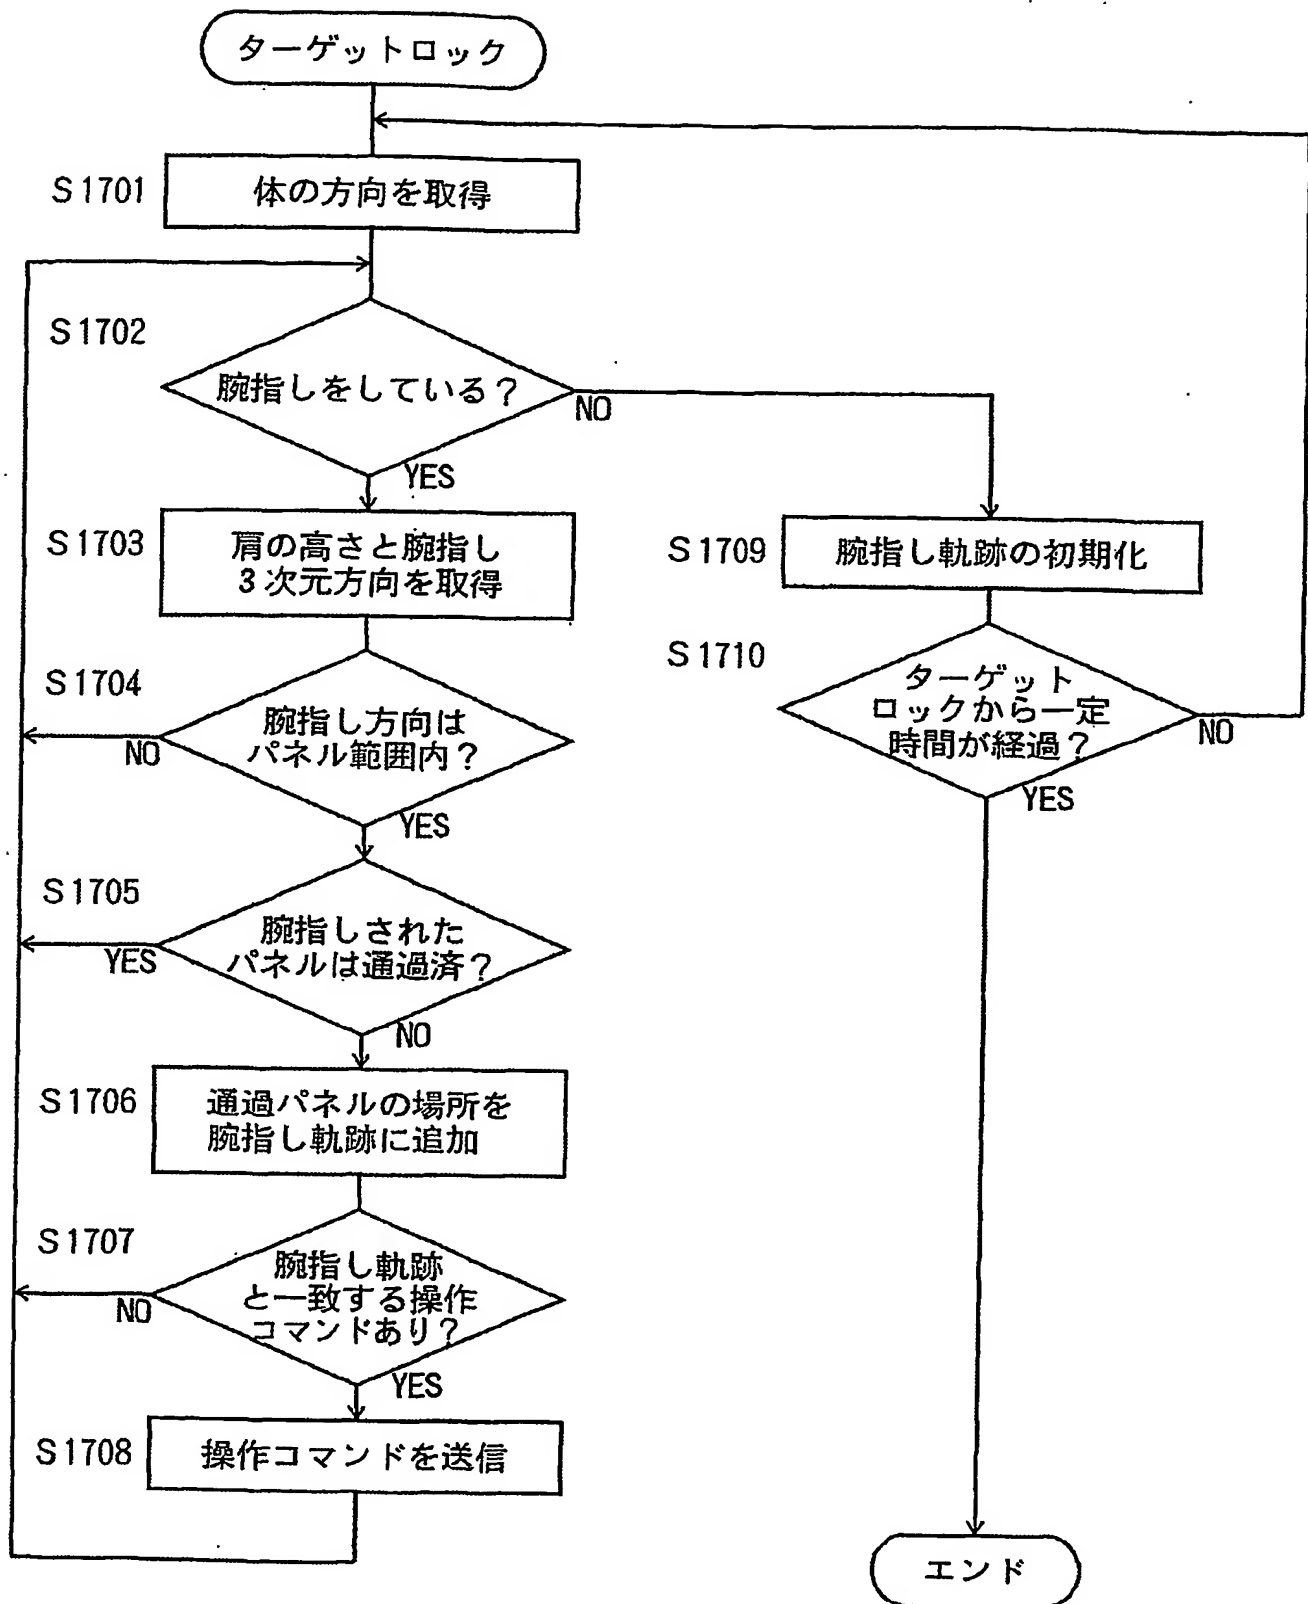 ターゲットロック
S1701
体の方向を取得
S1702
腕指しをしている？
NO
YES
S1703
肩の高さと腕指し
3次元方向を取得
S1704
腕指し方向は
パネル範囲内？
NO
YES
S1705
腕指しされた
パネルは通過済？
YES
NO
S1706
通過パネルの場所を
腕指し軌跡に追加
S1707
腕指し軌跡
と一致する操作
コマンドあり？
NO
YES
S1708
操作コマンドを送信
S1709
腕指し軌跡の初期化
S1710
ターゲット
ロックから一定
時間が経過？
NO
YES
エンド